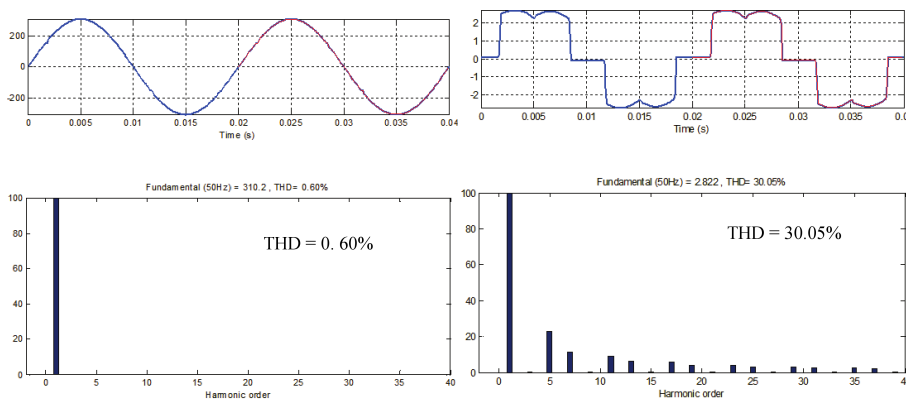 200
0
-200
0 0.005 0.01 0.015 0.02 0.025 0.03 0.035 0.04
Time (s)
2
1
0
-1
-2
0 0.005 0.01 0.015 0.02 0.025 0.03 0.035 0.0
Time (s)
Fundamental (50Hz) = 310.2 , THD= 0.60%
100
80
60
40
20
0
THD = 0. 60%
0 5 10 15 20 25 30 35 40
Harmonic order
Fundamental (50Hz) = 2.822 , THD= 30.05%
100
80
60
40
20
0
THD = 30.05%
0 5 10 15 20 25 30 35 4
Harmonic order